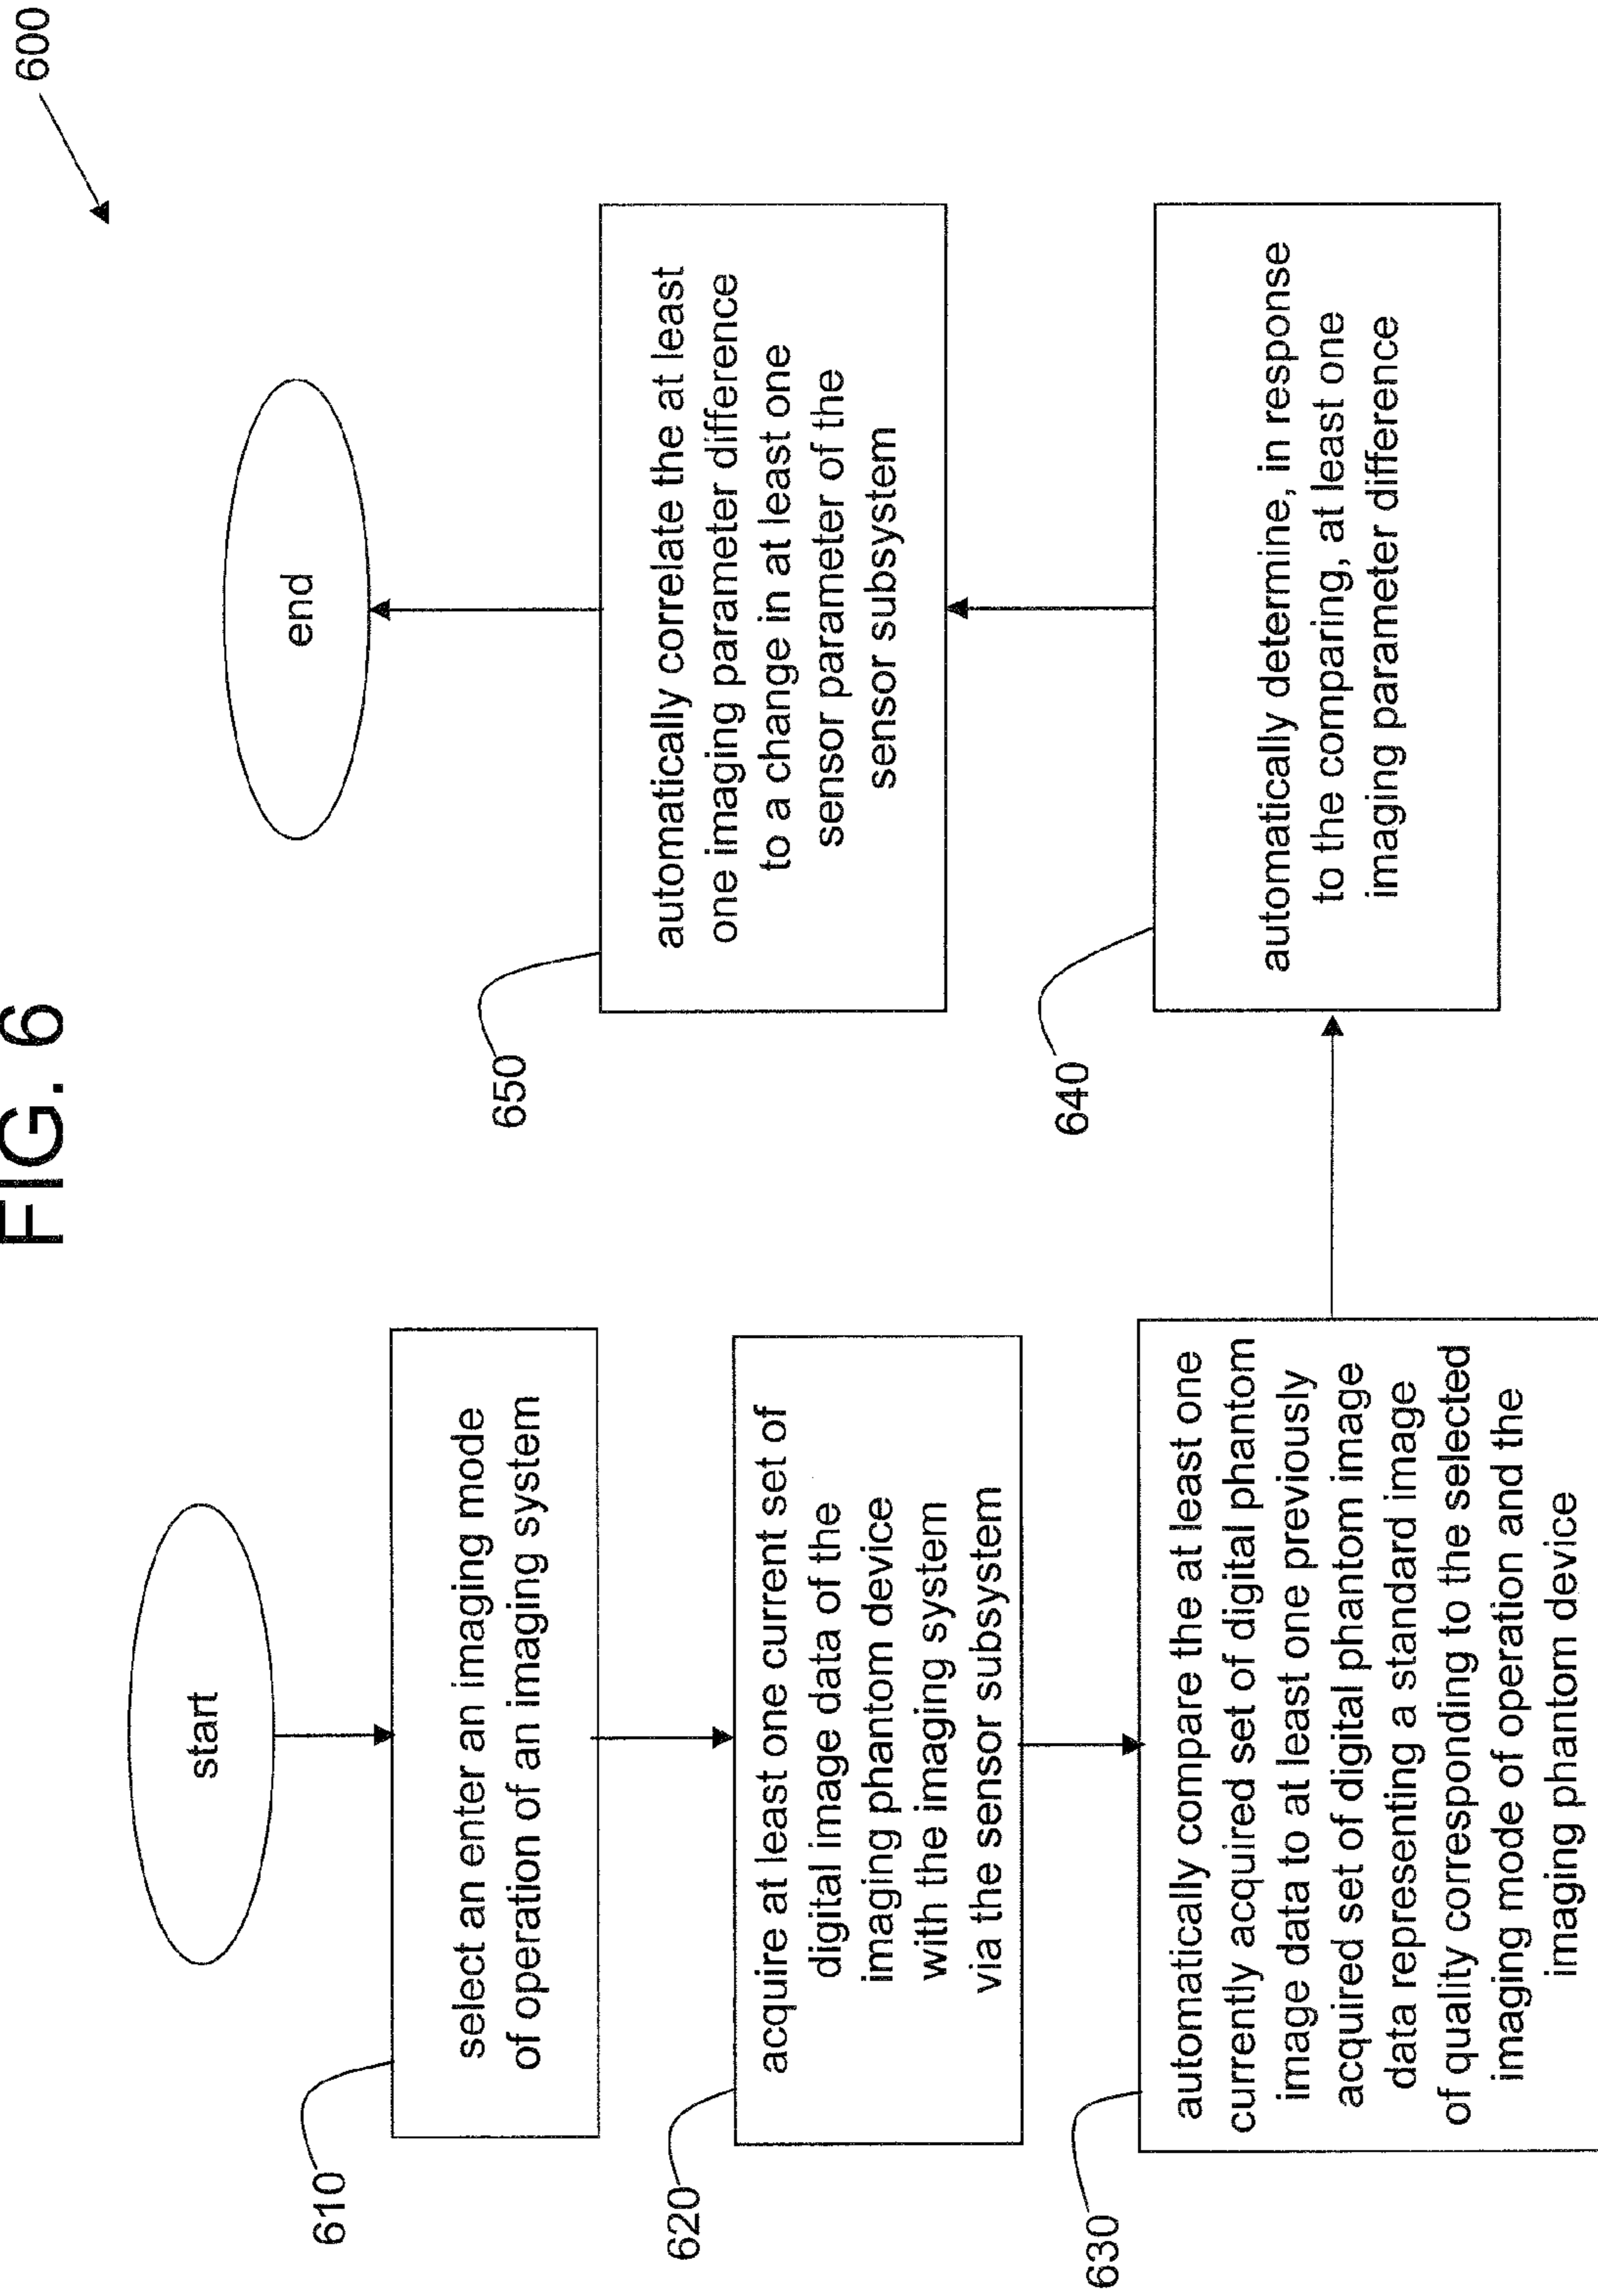 FIG. 6
600
start
610
select an enter an imaging mode
of operation of an imaging system
620
acquire at least one current set of
digital image data of the
imaging phantom device
with the imaging system
via the sensor subsystem
630
automatically compare the at least one
currently acquired set of digital phantom
image data to at least one previously
acquired set of digital phantom image
data representing a standard image
of quality corresponding to the selected
imaging mode of operation and the
imaging phantom device
640
automatically determine, in response
to the comparing, at least one
imaging parameter difference
650
automatically correlate the at least
one imaging parameter difference
to a change in at least one
sensor parameter of the
sensor subsystem
end